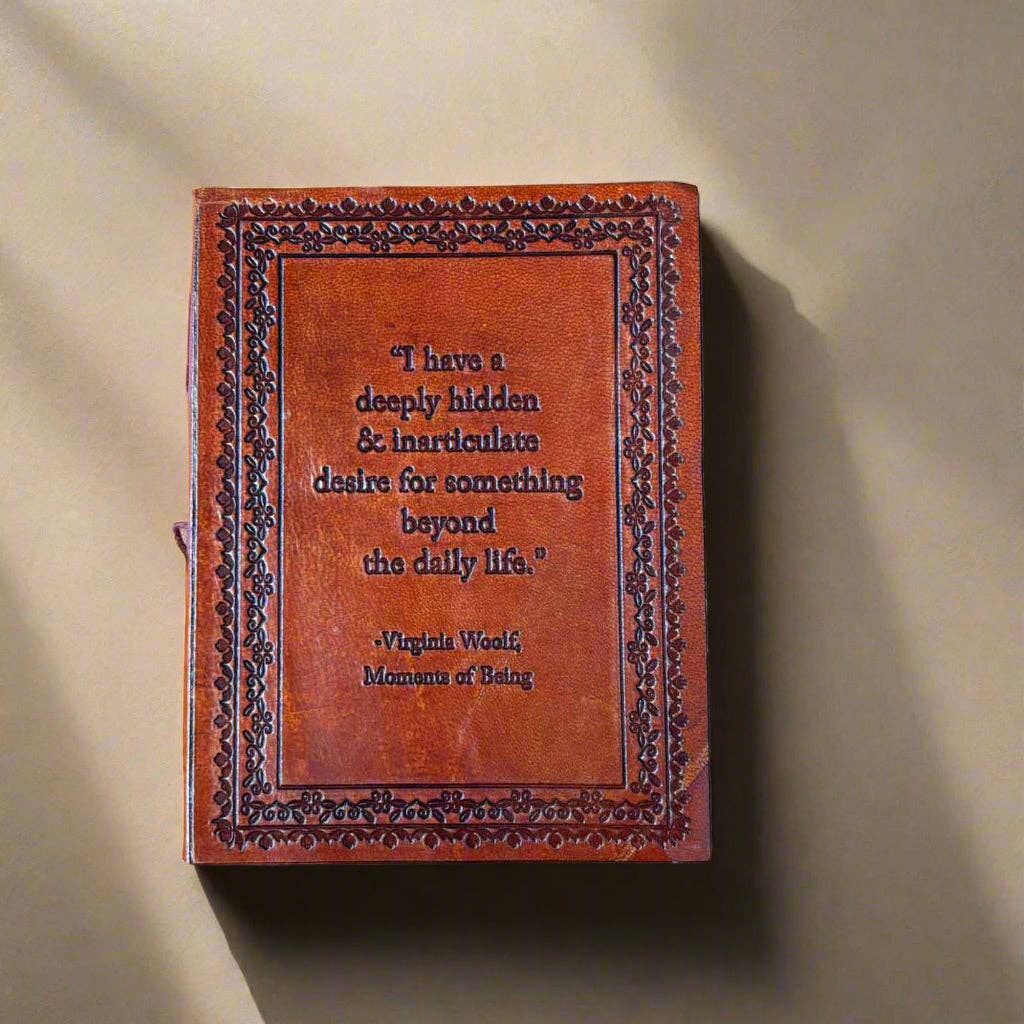 “I have a
deeply hidden
& inarticulate
desire for something
beyond
the daily life."
-Virginia Woolf,
Moments of Being